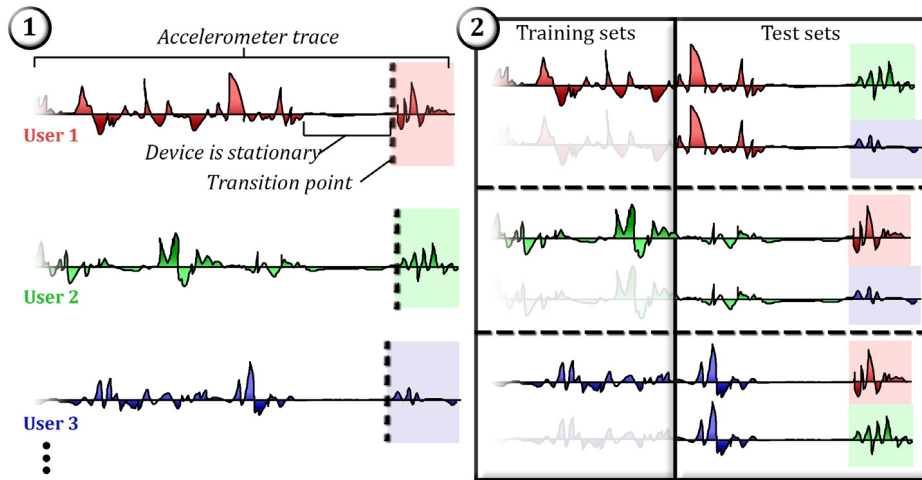 1
Accelerometer trace
User 1
Device is stationary
Transition point
User 2
User 3
2
Training sets
Test sets